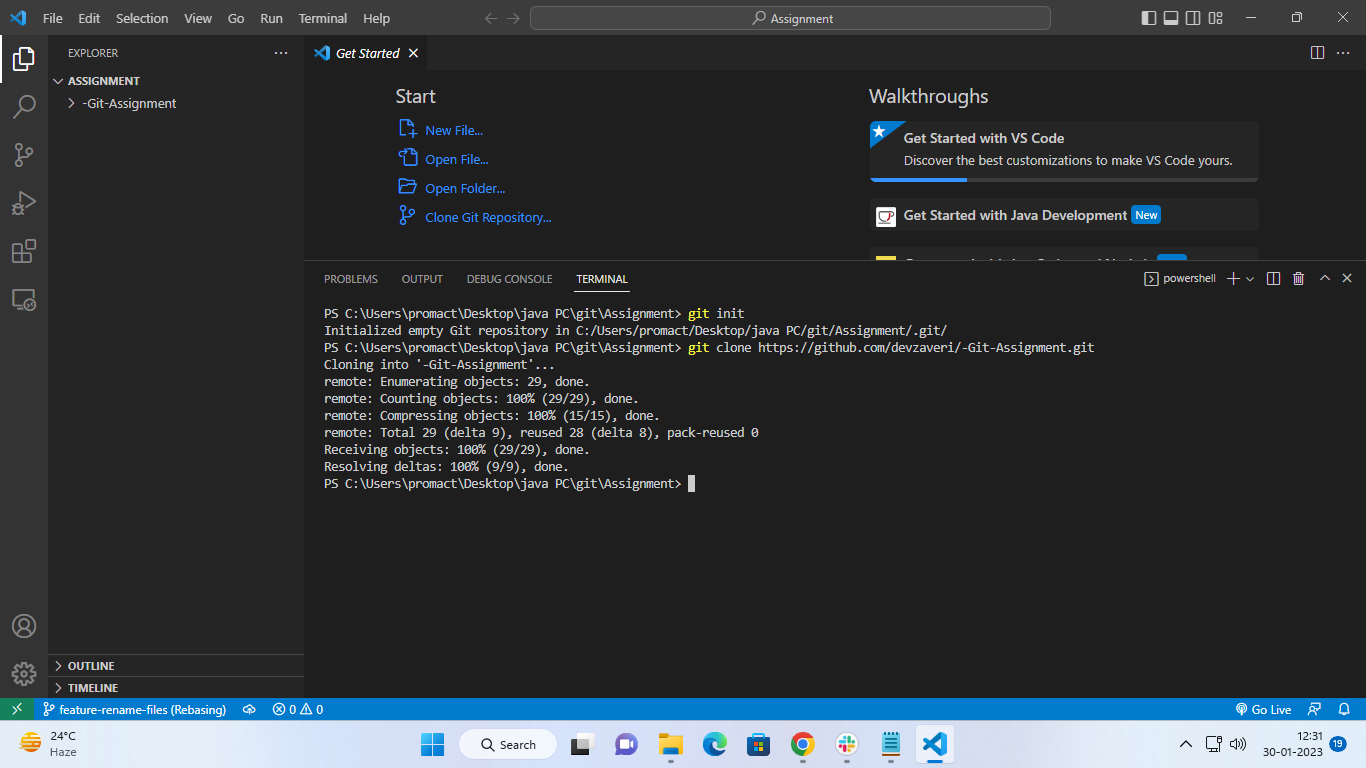 File Edit Selection View Go Run Terminal Help
Assignment
EXPLORER
ASSIGNMENT
-Git-Assignment
OUTLINE
TIMELINE
Get Started
Start
New File...
Open File...
Open Folder...
Clone Git Repository...
Walkthroughs
Get Started with VS Code
Discover the best customizations to make VS Code yours.
Get Started with Java Development New
PROBLEMS OUTPUT DEBUG CONSOLE TERMINAL
powershell
PS C:\Users\promact\Desktop\java PC\git\Assignment> git init
Initialized empty Git repository in C:/Users/promact/Desktop/java PC/git/Assignment/.git/
PS C:\Users\promact\Desktop\java PC\git\Assignment> git clone https://github.com/devzaveri/-Git-Assignment.git
Cloning into '-Git-Assignment'...
remote: Enumerating objects: 29, done.
remote: Counting objects: 100% (29/29), done.
remote: Compressing objects: 100% (15/15), done.
remote: Total 29 (delta 9), reused 28 (delta 8), pack-reused 0
Receiving objects: 100% (29/29), done.
Resolving deltas: 100% (9/9), done.
PS C:\Users\promact\Desktop\java PC\git\Assignment>
feature-rename-files (Rebasing) 0 0 Go Live
24°C
Haze
Search
12:31
30-01-2023
19